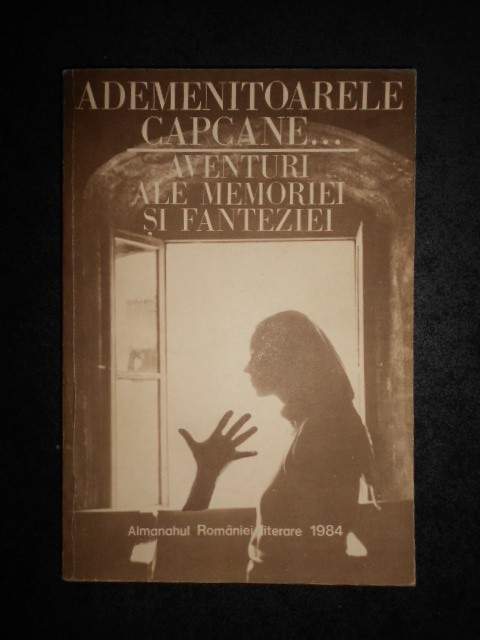 ADEMENITOARELE
CAPCANE...
AVENTURI
ALE MEMORIEI
ȘI FANTEZIEI
Almanahul României literare 1984